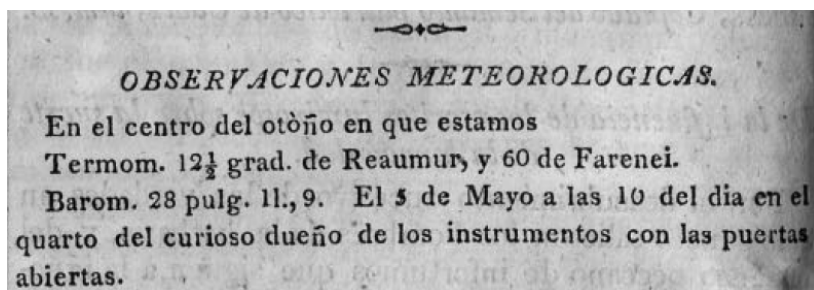 OBSERVACIONES METEOROLOGICAS.
En el centro del otòño en que estamos
Termom. 12½ grad. de Reaumur, y 60 de Farenei.
Barom. 28 pulg. 11., 9. El 5 de Mayo a las 10 del dia en el
quarto del curioso dueño de los instrumentos con las puertas
abiertas.